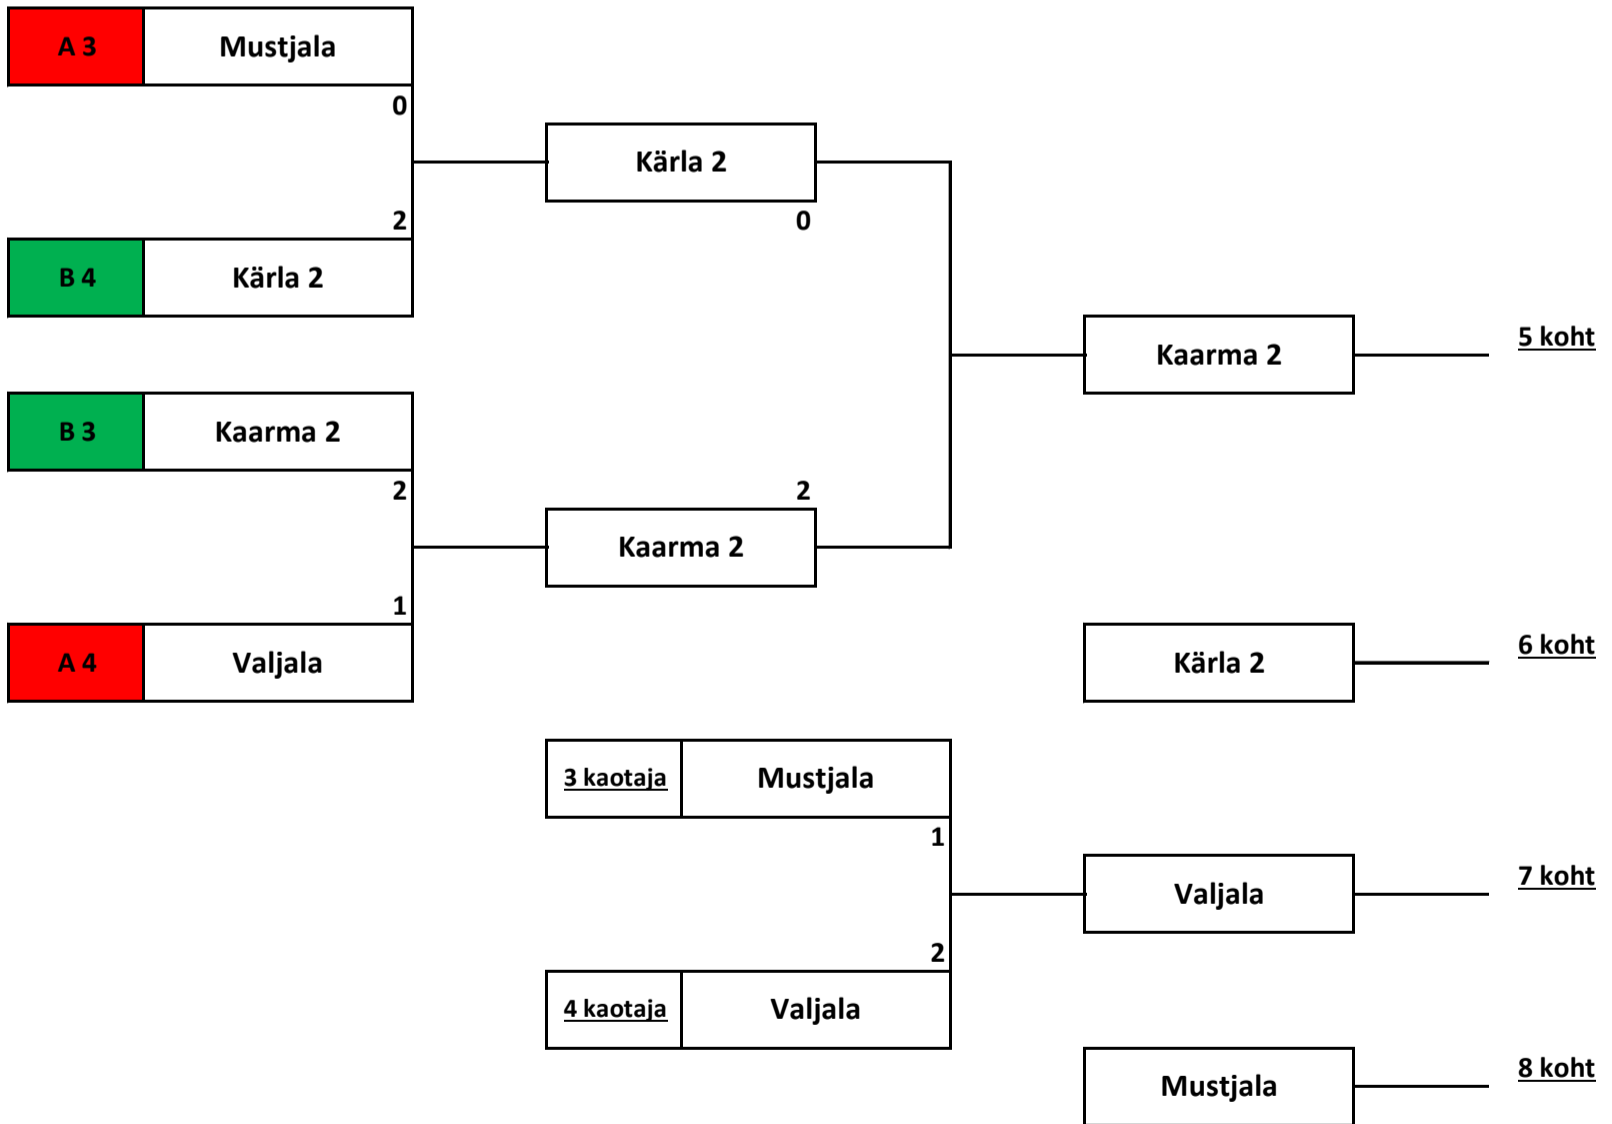 A 3 Mustjala
0
Kärla 2
2
0
B 4 Kärla 2
5 koht
Kaarma 2
B 3 Kaarma 2
2
2
Kaarma 2
1
6 koht
A 4 Valjala
Kärla 2
3 kaotaja Mustjala
1
7 koht
Valjala
2
4 kaotaja Valjala
8 koht
Mustjala